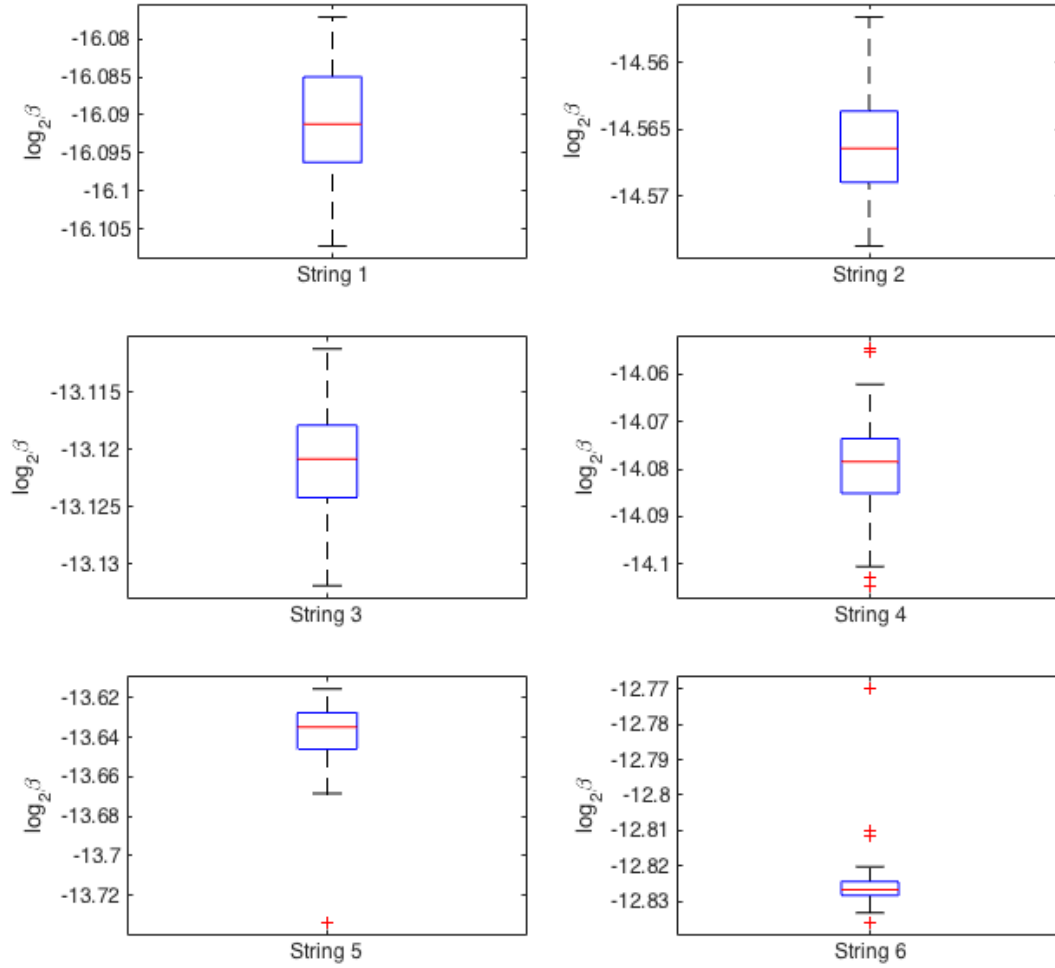 -16.08
-16.085
-16.09
-16.095
-16.1
-16.105
log₂β
String 1
-14.56
-14.565
-14.57
log₂β
String 2
-13.115
-13.12
-13.125
-13.13
log₂β
String 3
-14.06
-14.07
-14.08
-14.09
-14.1
log₂β
String 4
-13.62
-13.64
-13.66
-13.68
-13.7
-13.72
log₂β
String 5
-12.77
-12.78
-12.79
-12.8
-12.81
-12.82
-12.83
log₂β
String 6